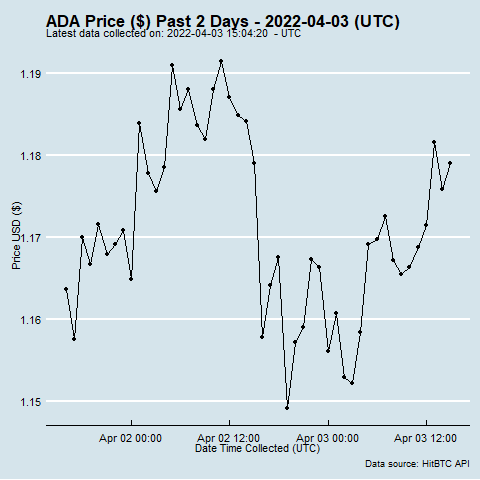 ADA Price ($) Past 2 Days - 2022-04-03 (UTC)
Latest data collected on: 2022-04-03 15:04:20 - UTC
1.19
1.18
1.17
1.16
1.15
Price USD ($)
Apr 02 00:00
Apr 02 12:00
Apr 03 00:00
Apr 03 12:00
Date Time Collected (UTC)
Data source: HitBTC API